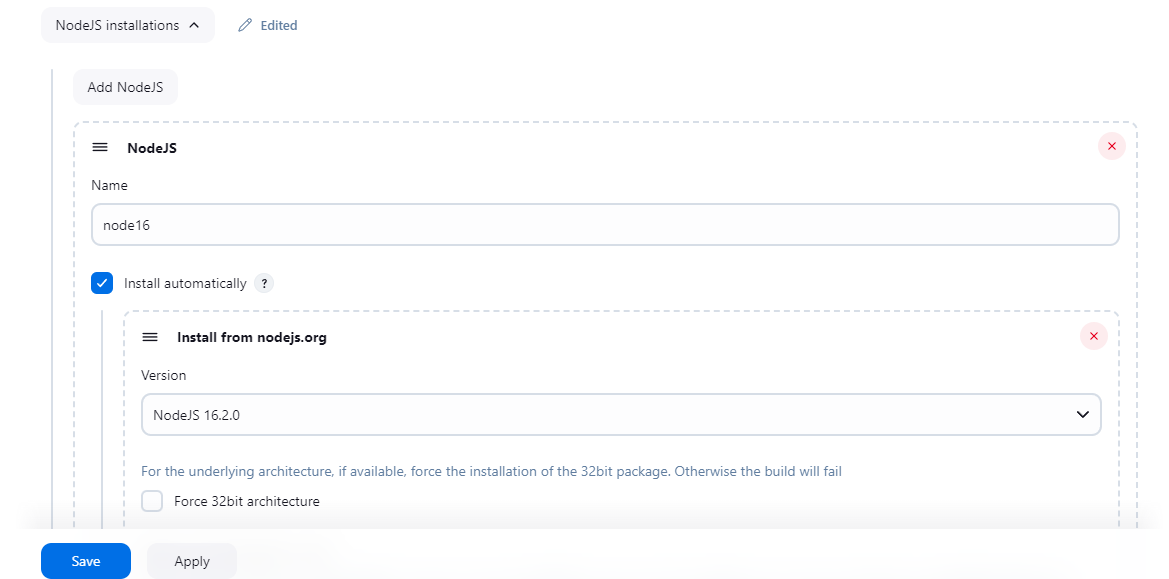 NodeJS installations
Edited
Add NodeJS
NodeJS
Name
node16
Install automatically ?
Install from nodejs.org
Version
NodeJS 16.2.0
For the underlying architecture, if available, force the installation of the 32bit package. Otherwise the build will fail
Force 32bit architecture
Save
Apply